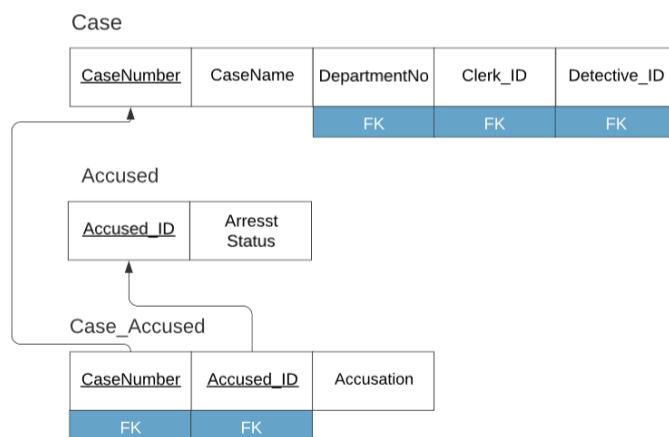 Case
CaseNumber CaseName DepartmentNo Clerk_ID Detective_ID
FK FK FK
Accused
Accused_ID Arresst
Status
Case_Accused
CaseNumber Accused_ID Accusation
FK FK